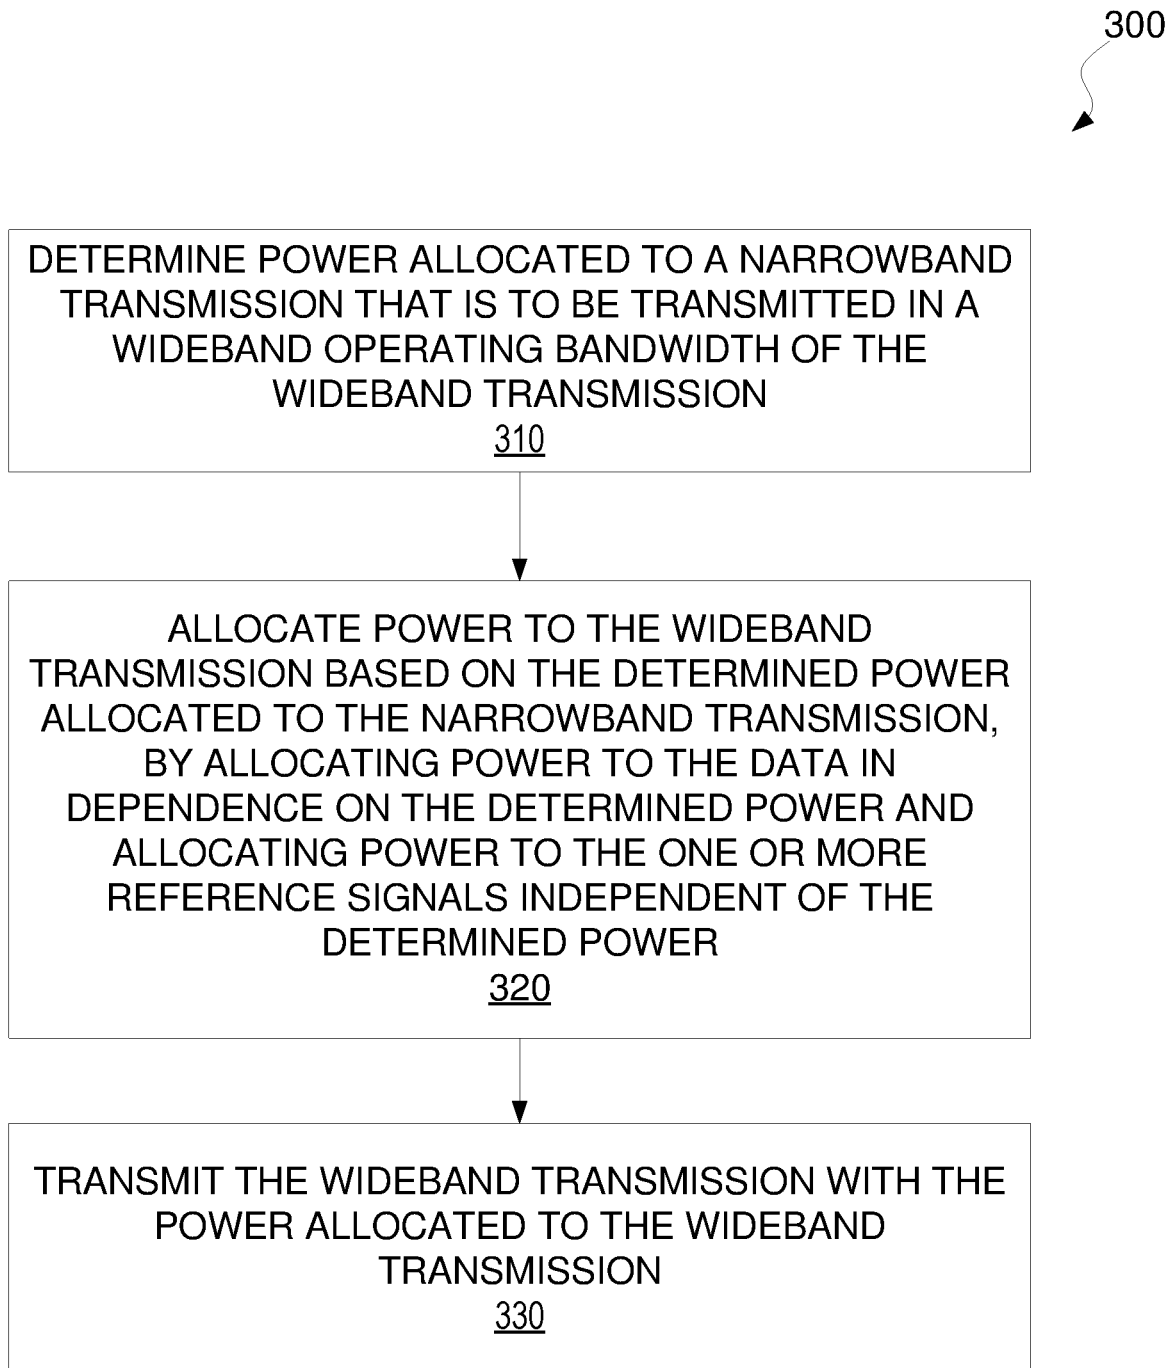 300
DETERMINE POWER ALLOCATED TO A NARROWBAND
TRANSMISSION THAT IS TO BE TRANSMITTED IN A
WIDEBAND OPERATING BANDWIDTH OF THE
WIDEBAND TRANSMISSION
310
ALLOCATE POWER TO THE WIDEBAND
TRANSMISSION BASED ON THE DETERMINED POWER
ALLOCATED TO THE NARROWBAND TRANSMISSION,
BY ALLOCATING POWER TO THE DATA IN
DEPENDENCE ON THE DETERMINED POWER AND
ALLOCATING POWER TO THE ONE OR MORE
REFERENCE SIGNALS INDEPENDENT OF THE
DETERMINED POWER
320
TRANSMIT THE WIDEBAND TRANSMISSION WITH THE
POWER ALLOCATED TO THE WIDEBAND
TRANSMISSION
330